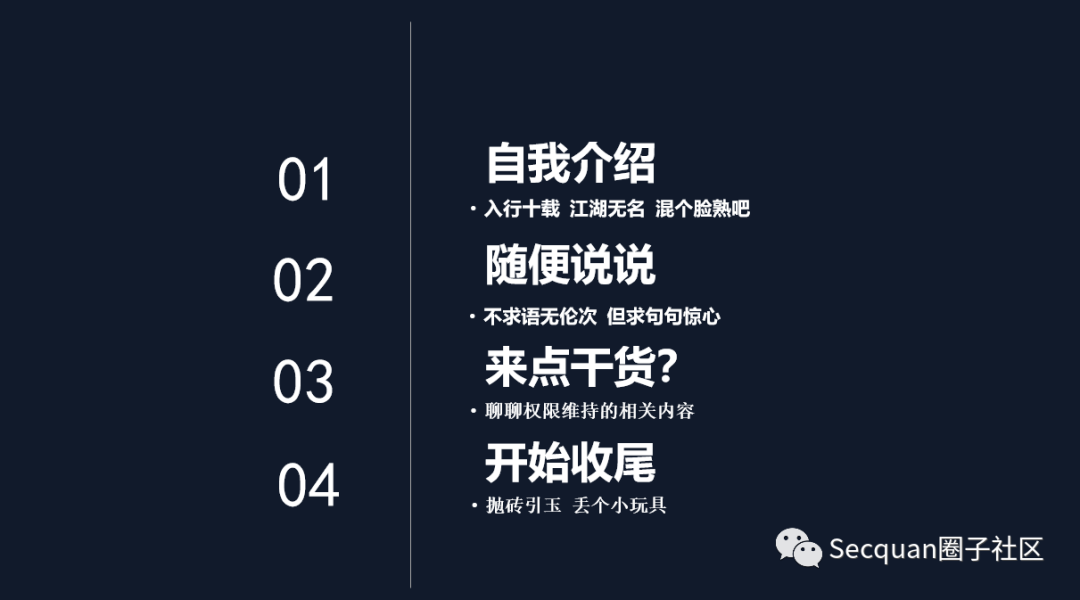 01
自我介绍
• 入行十载 江湖无名 混个脸熟吧
02
随便说说
• 不求语无伦次 但求句句惊心
03
来点干货?
• 聊聊权限维持的相关内容
04
开始收尾
• 抛砖引玉 丢个小玩具
Secquan圈子社区